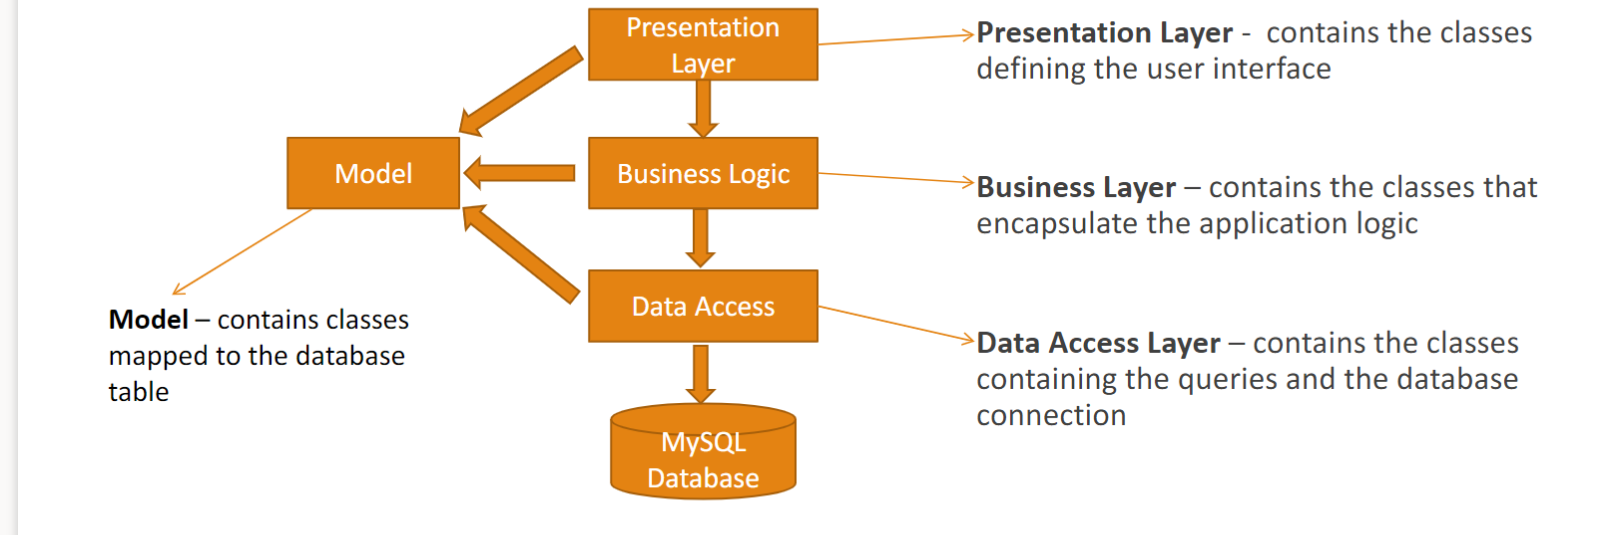 Presentation
Layer
Presentation Layer -  contains the classes
defining the user interface
Model
Business Logic
Business Layer – contains the classes that
encapsulate the application logic
Data Access
Model – contains classes
mapped to the database
table
Data Access Layer – contains the classes
containing the queries and the database
connection
MySQL
Database